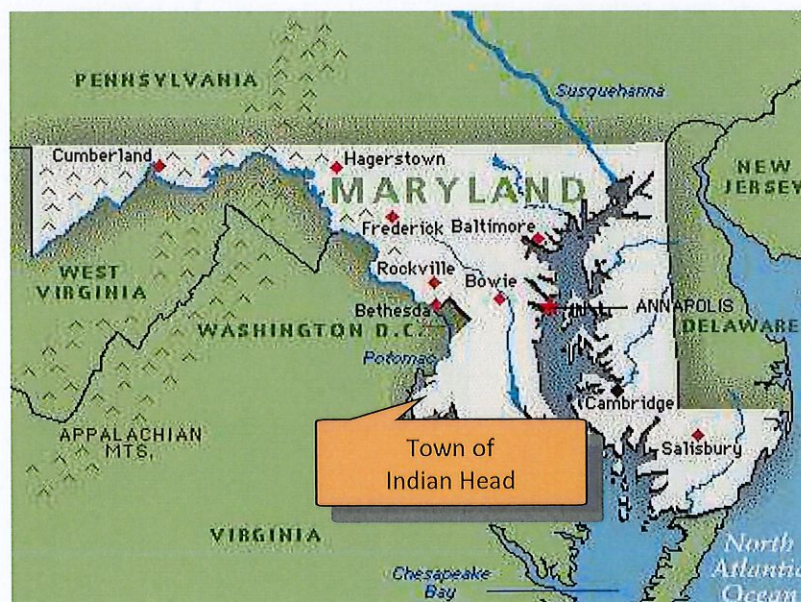 PENNSYLVANIA
Susquehanna
Cumberland
Hagerstown
NEW
JERSEY
MARYLAND
Frederick
Baltimore
WEST
VIRGINIA
Rockville
Bowie
Bethesda
ANNAPOLIS
WASHINGTON D.C.
DELAWARE
Potomac
Cambridge
APPALACHIAN
MTS.
Town of
Indian Head
Salisbury
VIRGINIA
North
Atlantic
Ocean
Chesapeake
Bay